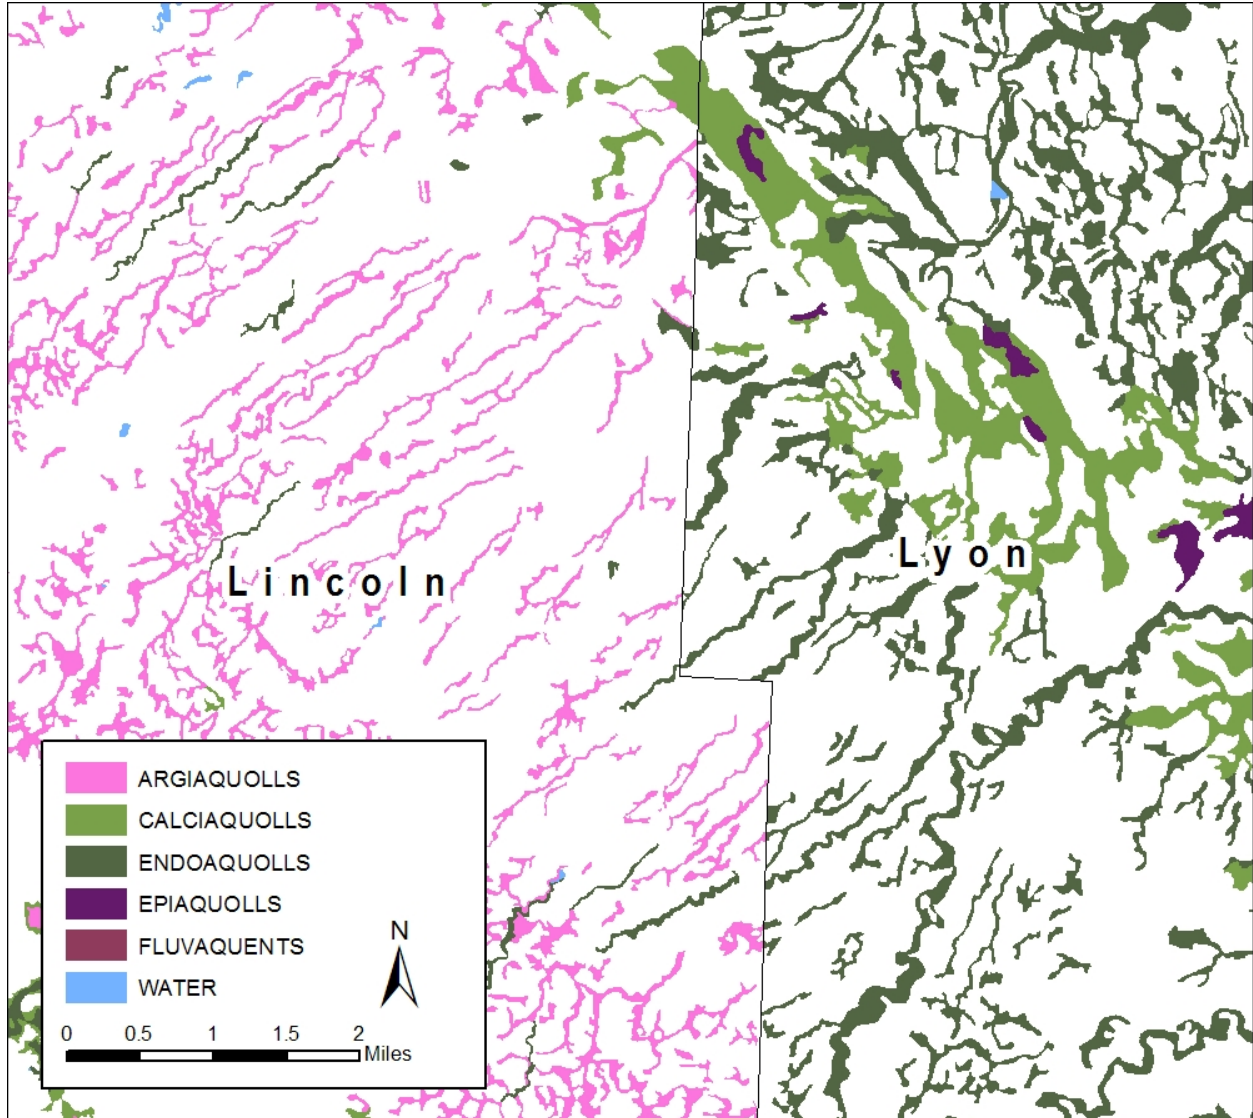 Lyon
Lincoln
ARGIAQUOLLS
CALCIAQUOLLS
ENDOAQUOLLS
EPIAQUOLLS
FLUVAQUENTS
WATER
N
0 0.5 1 1.5 2
Miles